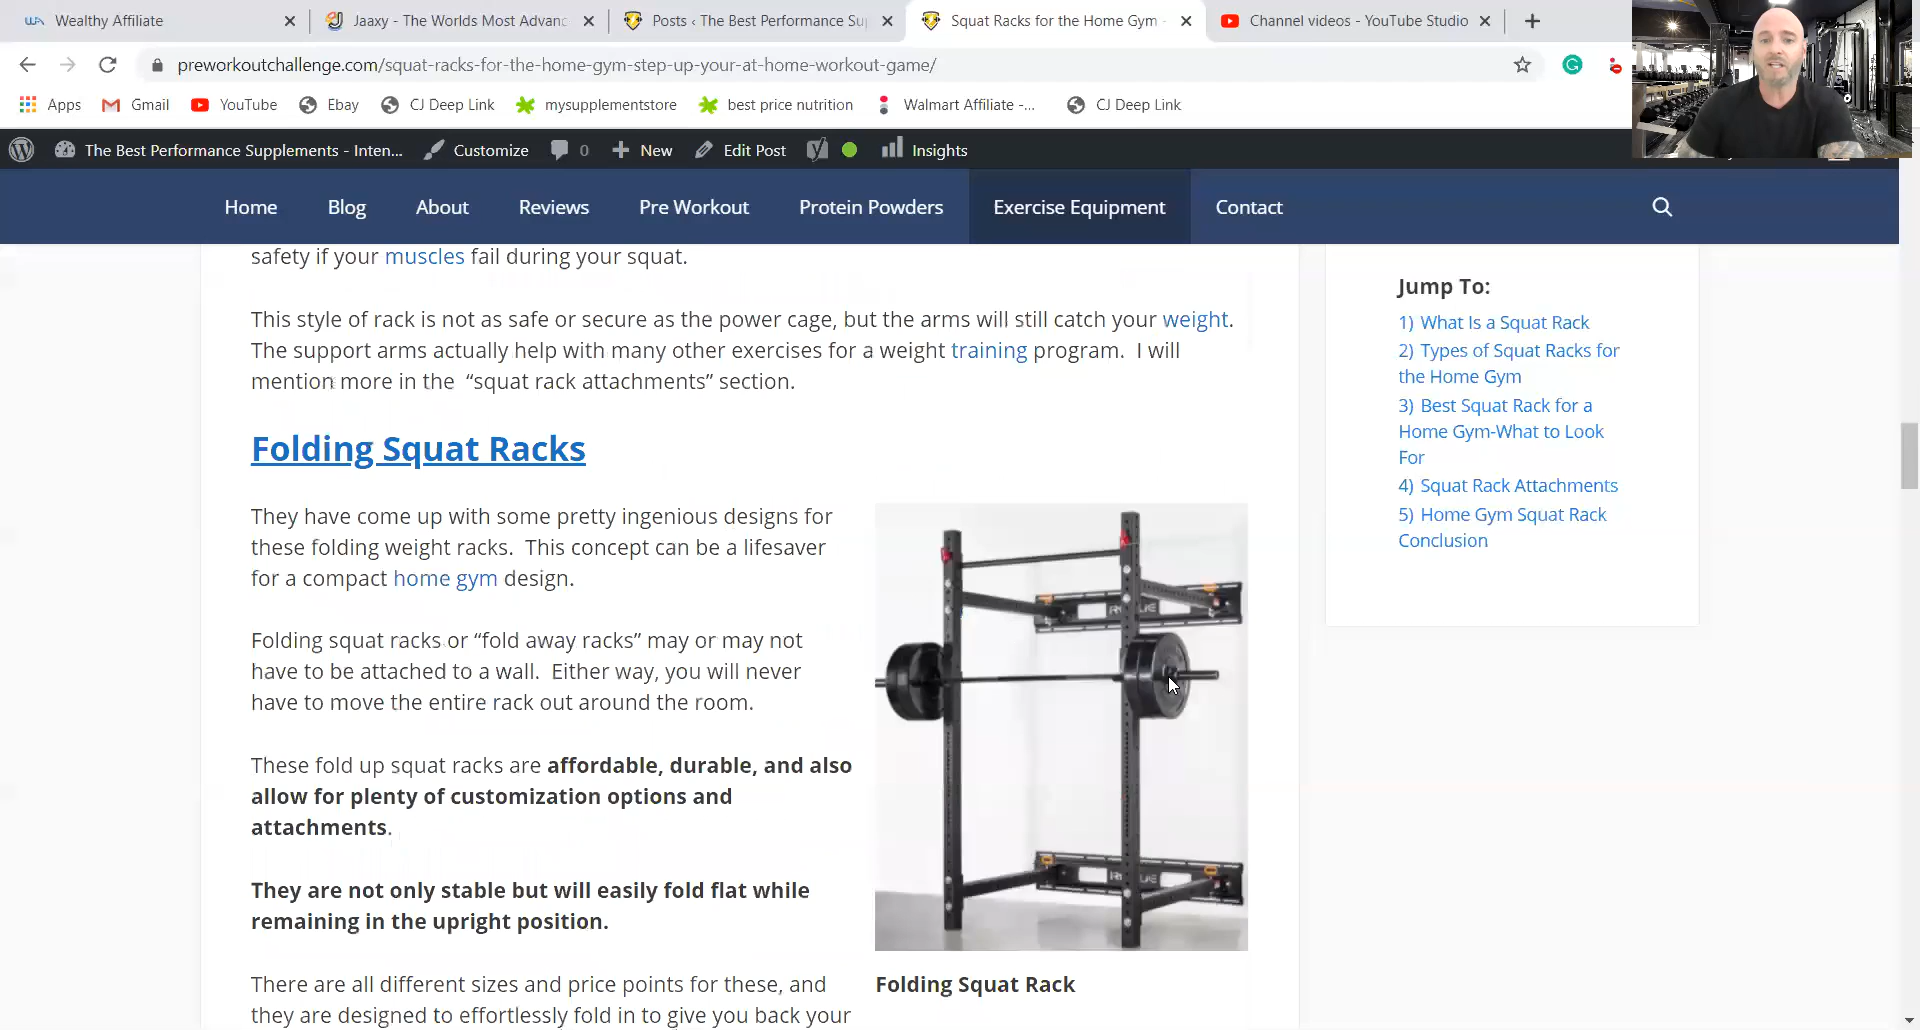 Wealthy Affiliate
Jaaxy - The Worlds Most Advanc
Posts ‹ The Best Performance Su
Squat Racks for the Home Gym -
Channel videos - YouTube Studio
preworkoutchallenge.com/squat-racks-for-the-home-gym-step-up-your-at-home-workout-game/
Apps
Gmail
YouTube
Ebay
CJ Deep Link
mysupplementstore
best price nutrition
Walmart Affiliate -...
CJ Deep Link
The Best Performance Supplements - Inten...
Customize
0
New
Edit Post
Insights
Home
Blog
About
Reviews
Pre Workout
Protein Powders
Exercise Equipment
Contact
safety if your muscles fail during your squat.
This style of rack is not as safe or secure as the power cage, but the arms will still catch your weight.
The support arms actually help with many other exercises for a weight training program. I will
mention more in the “squat rack attachments” section.
Folding Squat Racks
They have come up with some pretty ingenious designs for
these folding weight racks. This concept can be a lifesaver
for a compact home gym design.
Folding squat racks or “fold away racks” may or may not
have to be attached to a wall. Either way, you will never
have to move the entire rack out around the room.
These fold up squat racks are affordable, durable, and also
allow for plenty of customization options and
attachments.
They are not only stable but will easily fold flat while
remaining in the upright position.
There are all different sizes and price points for these, and
they are designed to effortlessly fold in to give you back your
Folding Squat Rack
Jump To:
1) What Is a Squat Rack
2) Types of Squat Racks for
the Home Gym
3) Best Squat Rack for a
Home Gym-What to Look
For
4) Squat Rack Attachments
5) Home Gym Squat Rack
Conclusion